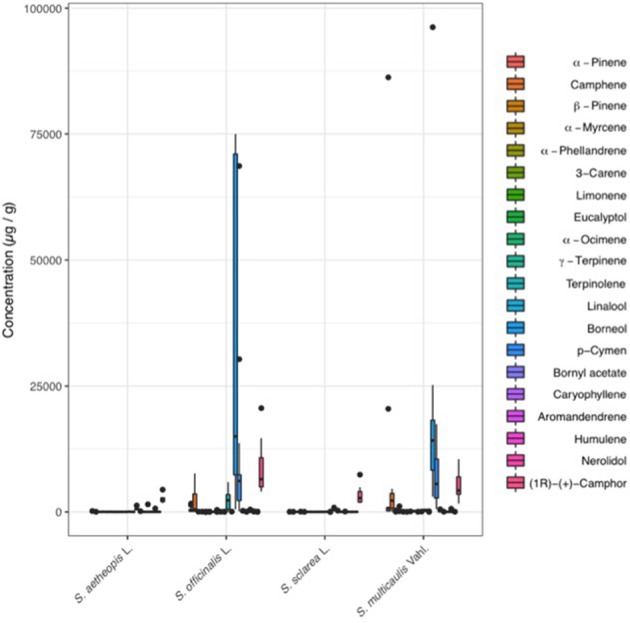 100000
75000
50000
25000
0
Concentration (µg / g)
S. aetheopis L.
S. officinalis L.
S. sclarea L.
S. multicaulis Vahl.
α − Pinene
Camphene
β − Pinene
α − Myrcene
α − Phellandrene
3−Carene
Limonene
Eucalyptol
α − Ocimene
γ − Terpinene
Terpinolene
Linalool
Borneol
p−Cymen
Bornyl acetate
Caryophyllene
Aromandendrene
Humulene
Nerolidol
(1R)−(+)−Camphor